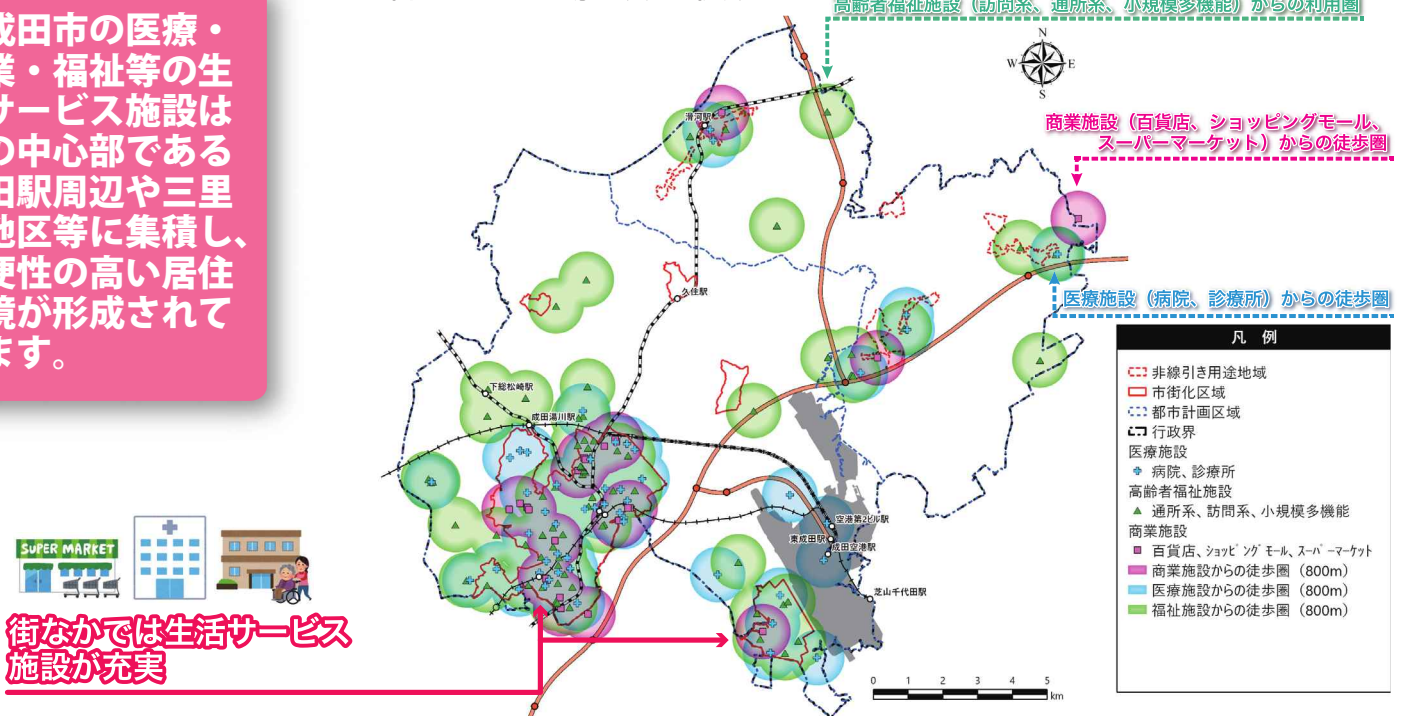 成田市の医療・
業・福祉等の生
サービス施設は
の中心部である
田駅周辺や三里
地区等に集積し、
便性の高い居住
境が形成されて
ます。
高齢者福祉施設（訪問系、通所系、小規模多機能）からの利用圏
N
W
E
S
商業施設（百貨店、ショッピングモール、
スーパーマーケット）からの徒歩圏
医療施設（病院、診療所）からの徒歩圏
滑河駅
久住駅
下総松崎駅
成田湯川駅
空港第2ビル駅
東成田駅
成田空港駅
芝山千代田駅
凡 例
非線引き用途地域
市街化区域
都市計画区域
行政界
医療施設
病院、診療所
高齢者福祉施設
通所系、訪問系、小規模多機能
商業施設
百貨店、ショッピングモール、スーパーマーケット
商業施設からの徒歩圏（800m）
医療施設からの徒歩圏（800m）
福祉施設からの徒歩圏（800m）
SUPER MARKET
街なかでは生活サービス
施設が充実
0 1 2 3 4 5
km